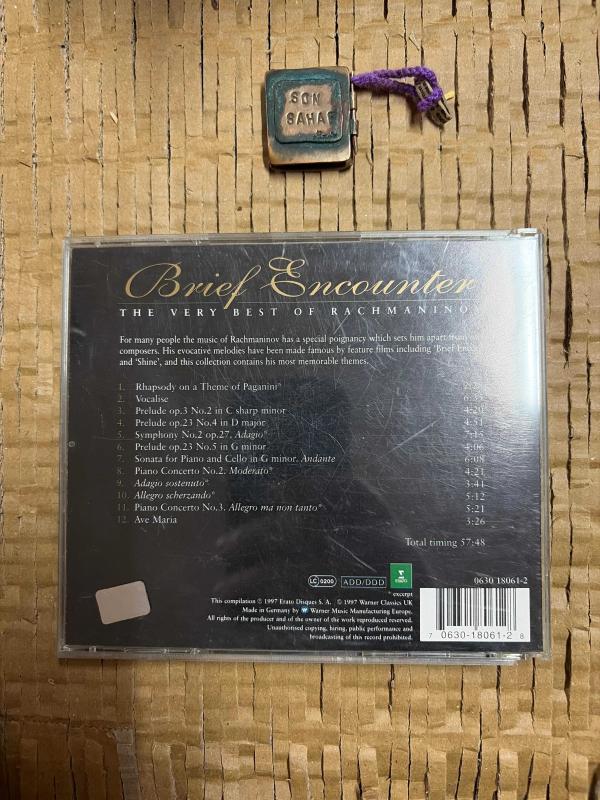 SON
SAHAF
Brief Encounter
THE VERY BEST OF RACHMANINO
For many people the music of Rachmaninov has a special poignancy which sets him apart from
composers. His evocative melodies have been made famous by feature films including 'Brief
and 'Shine', and this collection contains his most memorable themes.
1. Rhapsody on a Theme of Paganini*
2. Vocalise
3. Prelude op.3 No.2 in C sharp minor 4:20
4. Prelude op.23 No.4 in D major 4:51
5. Symphony No.2 op.27. Adagio* 7:15
6. Prelude op.23 No.5 in G minor 4:06
7. Sonata for Piano and Cello in G minor. Andante 6:08
8. Piano Concerto No.2. Moderato* 4:21
9. Adagio sostenuto* 3:41
10. Allegro scherzando* 5:12
11. Piano Concerto No.3. Allegro ma non tanto* 5:21
12. Ave Maria 3:26
Total timing 57:48
LC 0200 ADD/DDD ERATO 0630 18061-2
* excerpt
This compilation ℗ 1997 Erato Disques S. A. © 1997 Warner Classics UK
Made in Germany by Warner Music Manufacturing Europe.
All rights of the producer and of the owner of the work reproduced reserved.
Unauthorised copying, hiring, public performance and
broadcasting of this record prohibited.
7 0630-18061-2 8